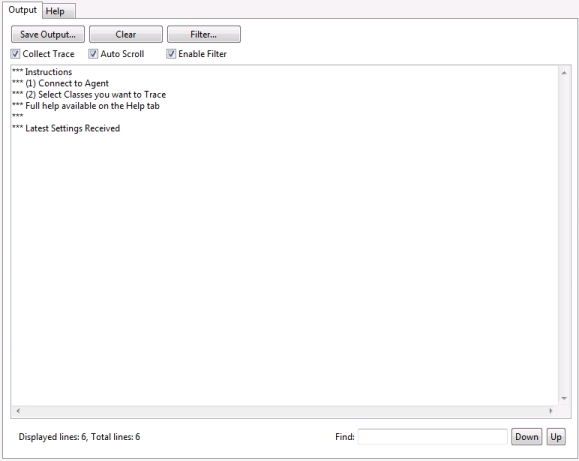 Output Help
Save Output... Clear Filter...
Collect Trace Auto Scroll Enable Filter
*** Instructions
*** (1) Connect to Agent
*** (2) Select Classes you want to Trace
*** Full help available on the Help tab
***
*** Latest Settings Received
Displayed lines: 6, Total lines: 6 Find: Down Up